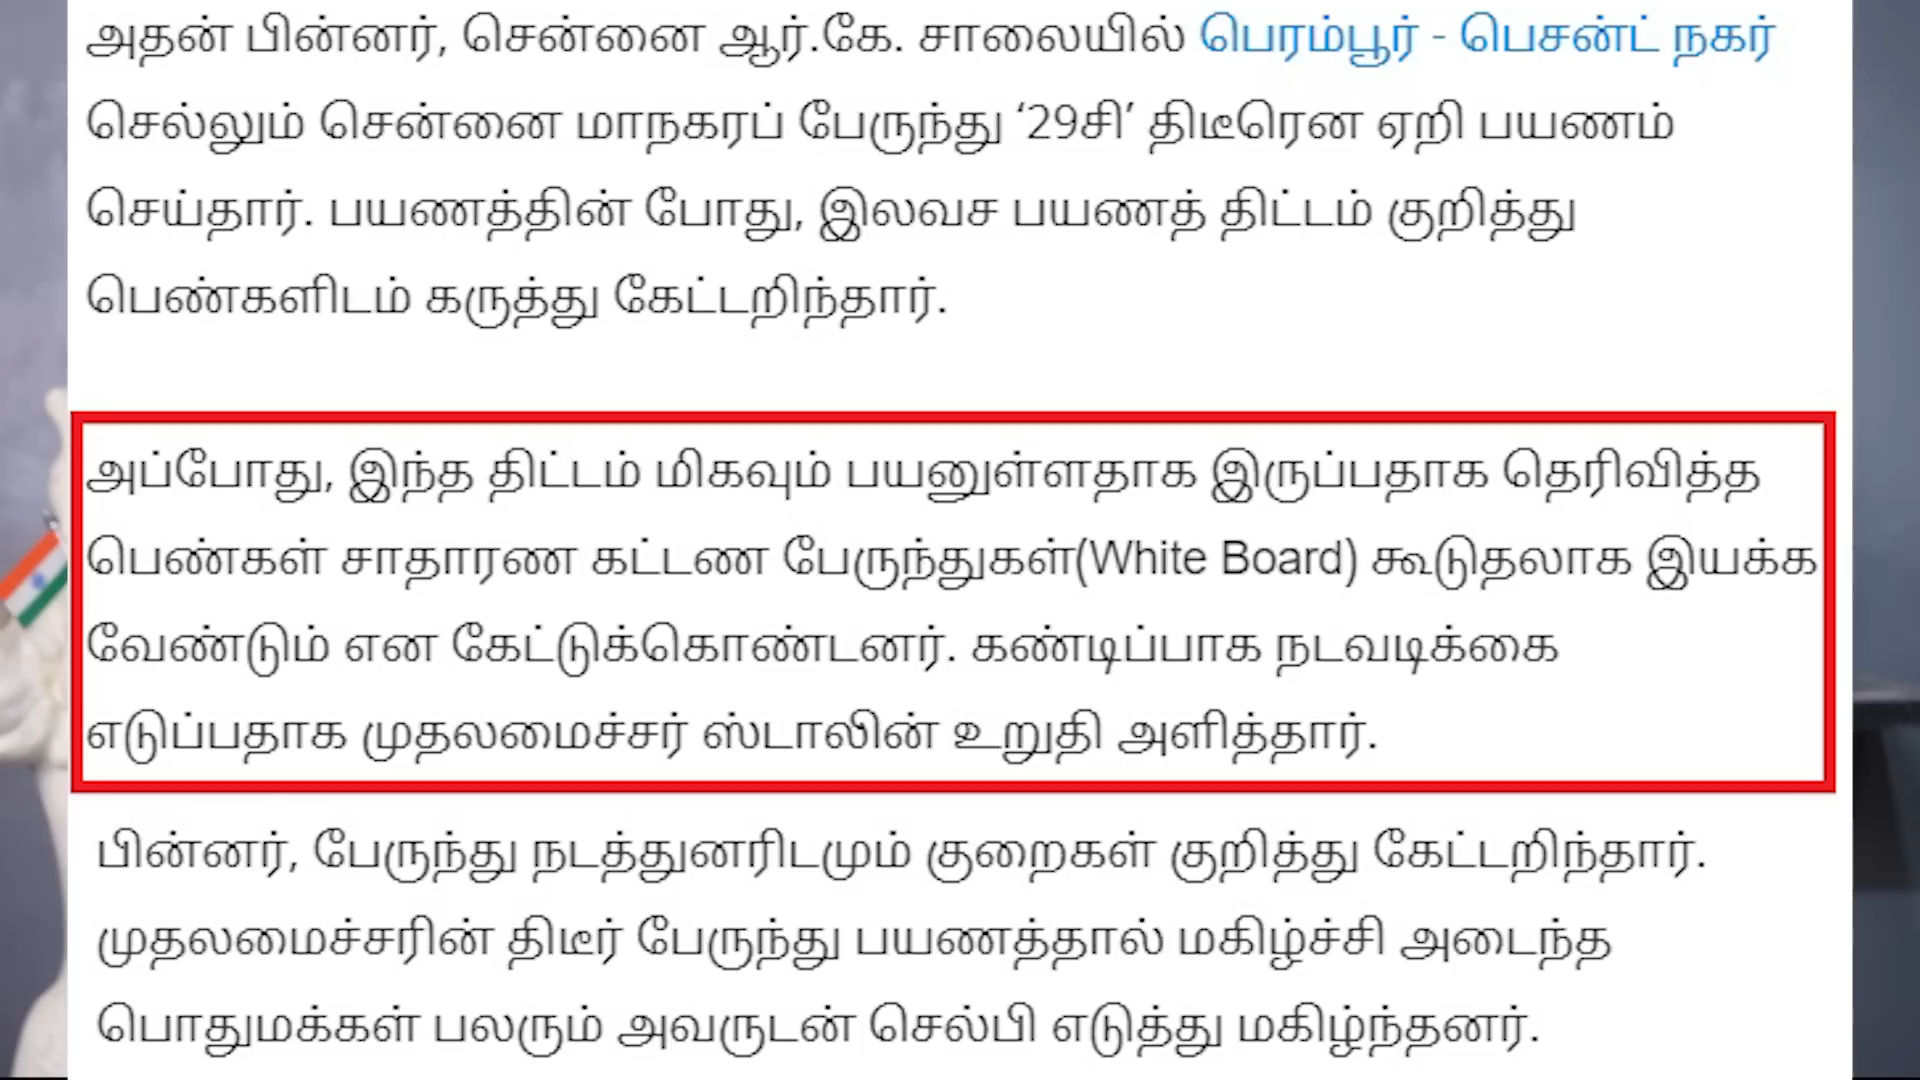 அதன் பின்னர், சென்னை ஆர்.கே. சாலையில் பெரம்பூர் - பெசன்ட் நகர்
செல்லும் சென்னை மாநகரப் பேருந்து ‘29சி’ திடீரென ஏறி பயணம்
செய்தார். பயணத்தின் போது, இலவச பயணத் திட்டம் குறித்து
பெண்களிடம் கருத்து கேட்டறிந்தார்.
அப்போது, இந்த திட்டம் மிகவும் பயனுள்ளதாக இருப்பதாக தெரிவித்த
பெண்கள் சாதாரண கட்டண பேருந்துகள்(White Board) கூடுதலாக இயக்க
வேண்டும் என கேட்டுக்கொண்டனர். கண்டிப்பாக நடவடிக்கை
எடுப்பதாக முதலமைச்சர் ஸ்டாலின் உறுதி அளித்தார்.
பின்னர், பேருந்து நடத்துனரிடமும் குறைகள் குறித்து கேட்டறிந்தார்.
முதலமைச்சரின் திடீர் பேருந்து பயணத்தால் மகிழ்ச்சி அடைந்த
பொதுமக்கள் பலரும் அவருடன் செல்பி எடுத்து மகிழ்ந்தனர்.